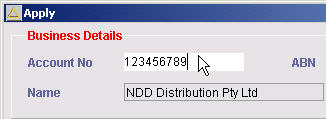 Apply
Business Details
Account No 123456789 ABN
Name NDD Distribution Pty Ltd